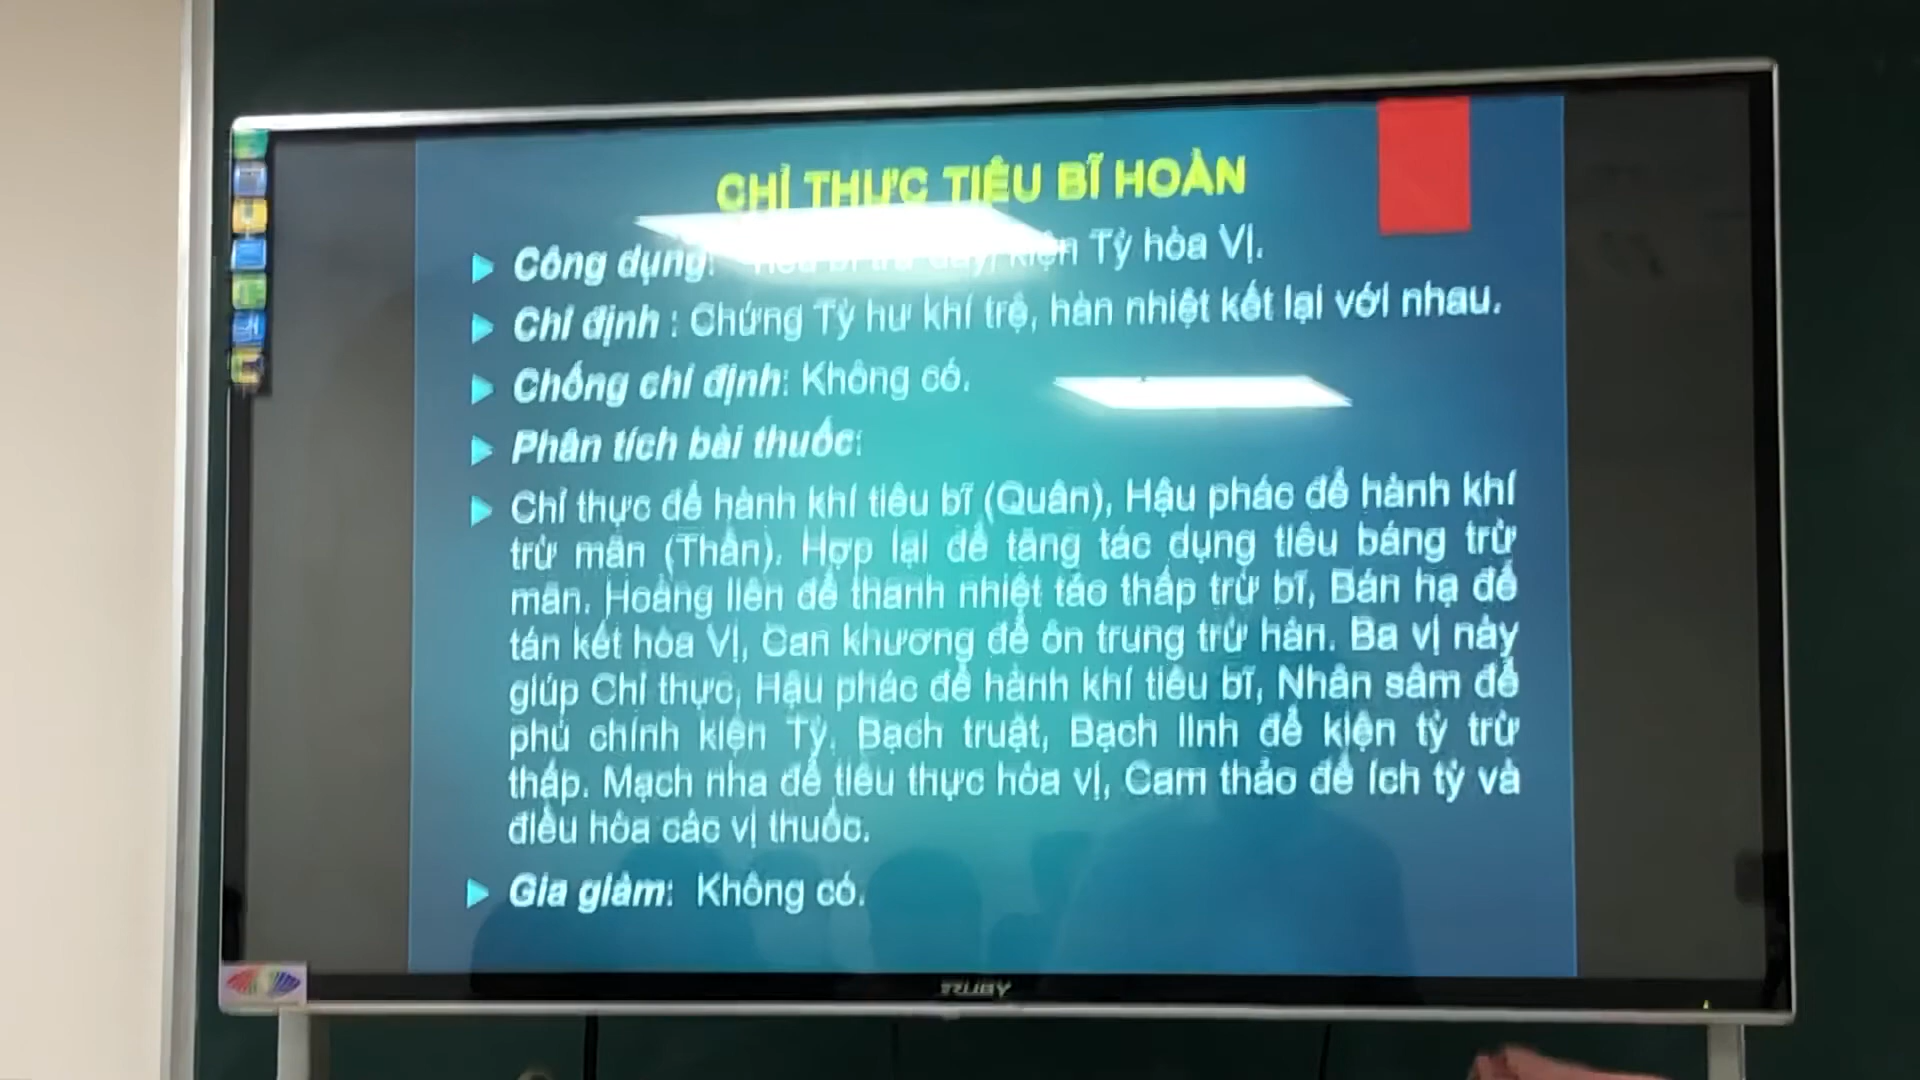 CHỈ THỰC TIÊU BĨ HOÀN
Công dụng: kiện Tỳ hòa Vị.
Chỉ định : Chứng Tỳ hư khí trệ, hàn nhiệt kết lại với nhau.
Chống chỉ định: Không có.
Phân tích bài thuốc:
Chỉ thực để hành khí tiêu bĩ (Quân), Hậu phác để hành khí
trừ mãn (Thần). Hợp lại để tăng tác dụng tiêu báng trừ
mãn. Hoàng liên để thanh nhiệt táo thấp trừ bĩ, Bán hạ để
tán kết hòa Vị, Can khương để ôn trung trừ hàn. Ba vị này
giúp Chỉ thực, Hậu phác để hành khí tiêu bĩ, Nhân sâm để
phù chính kiện Tỳ. Bạch truật, Bạch linh để kiện tỳ trừ
thấp. Mạch nha để tiêu thực hòa vị, Cam thảo để ích tỳ và
điều hòa các vị thuốc.
Gia giảm: Không có.
RUBY